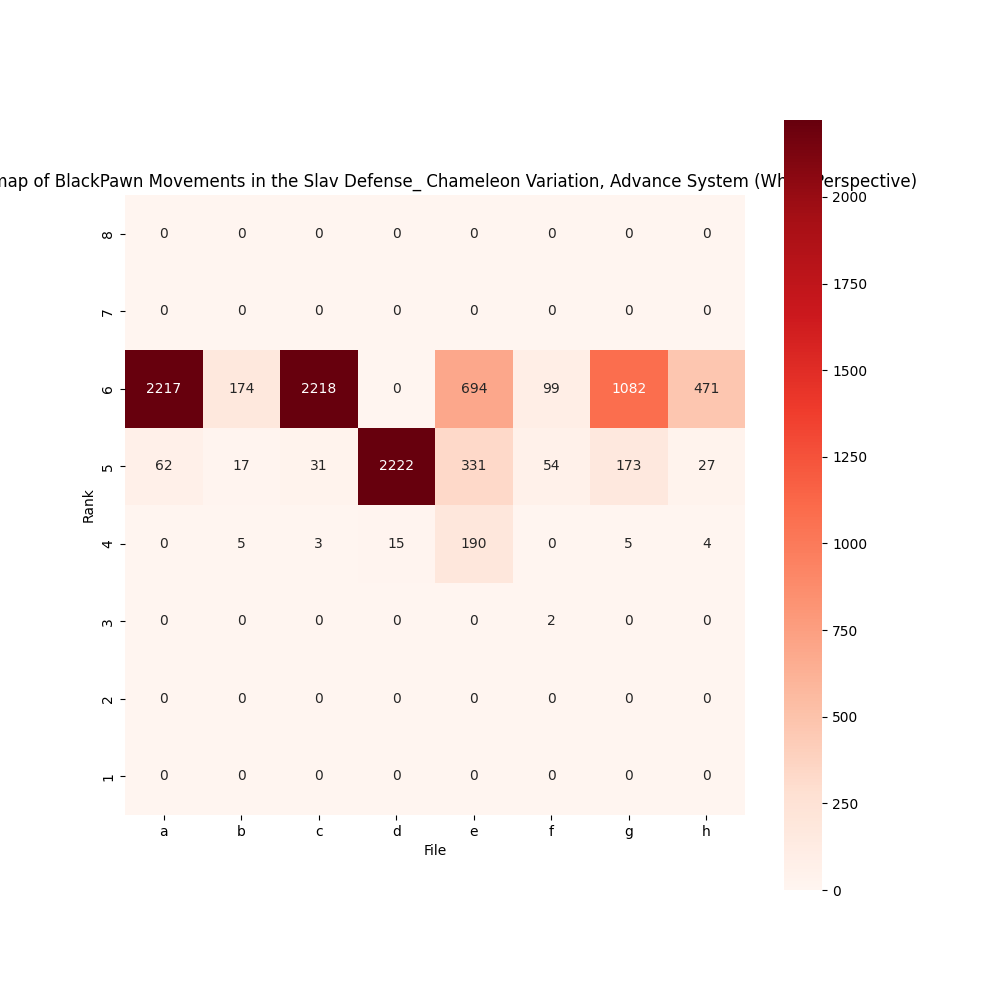 map of BlackPawn Movements in the Slav Defense_ Chameleon Variation, Advance System (White Perspective)
Rank
8 0 0 0 0 0 0 0 0
7 0 0 0 0 0 0 0 0
6 2217 174 2218 0 694 99 1082 471
5 62 17 31 2222 331 54 173 27
4 0 5 3 15 190 0 5 4
3 0 0 0 0 0 2 0 0
2 0 0 0 0 0 0 0 0
1 0 0 0 0 0 0 0 0
a b c d e f g h
File
2000
1750
1500
1250
1000
750
500
250
0